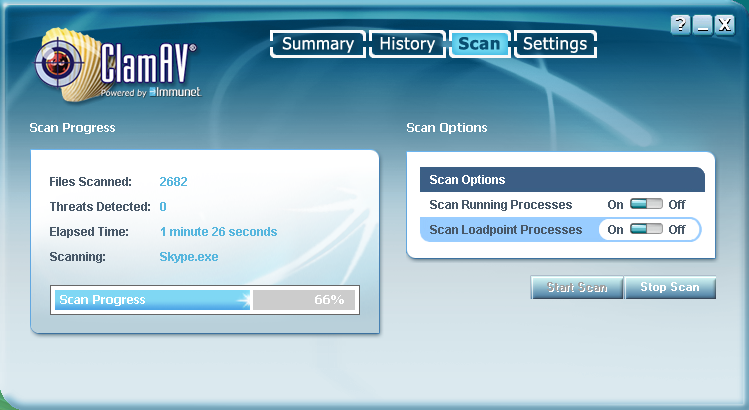 ClamAV®
Powered by Immunet
Summary History Scan Settings
? _ X
Scan Progress
Files Scanned: 2682
Threats Detected: 0
Elapsed Time: 1 minute 26 seconds
Scanning: Skype.exe
Scan Progress 66%
Scan Options
Scan Options
Scan Running Processes On Off
Scan Loadpoint Processes On Off
Start Scan Stop Scan